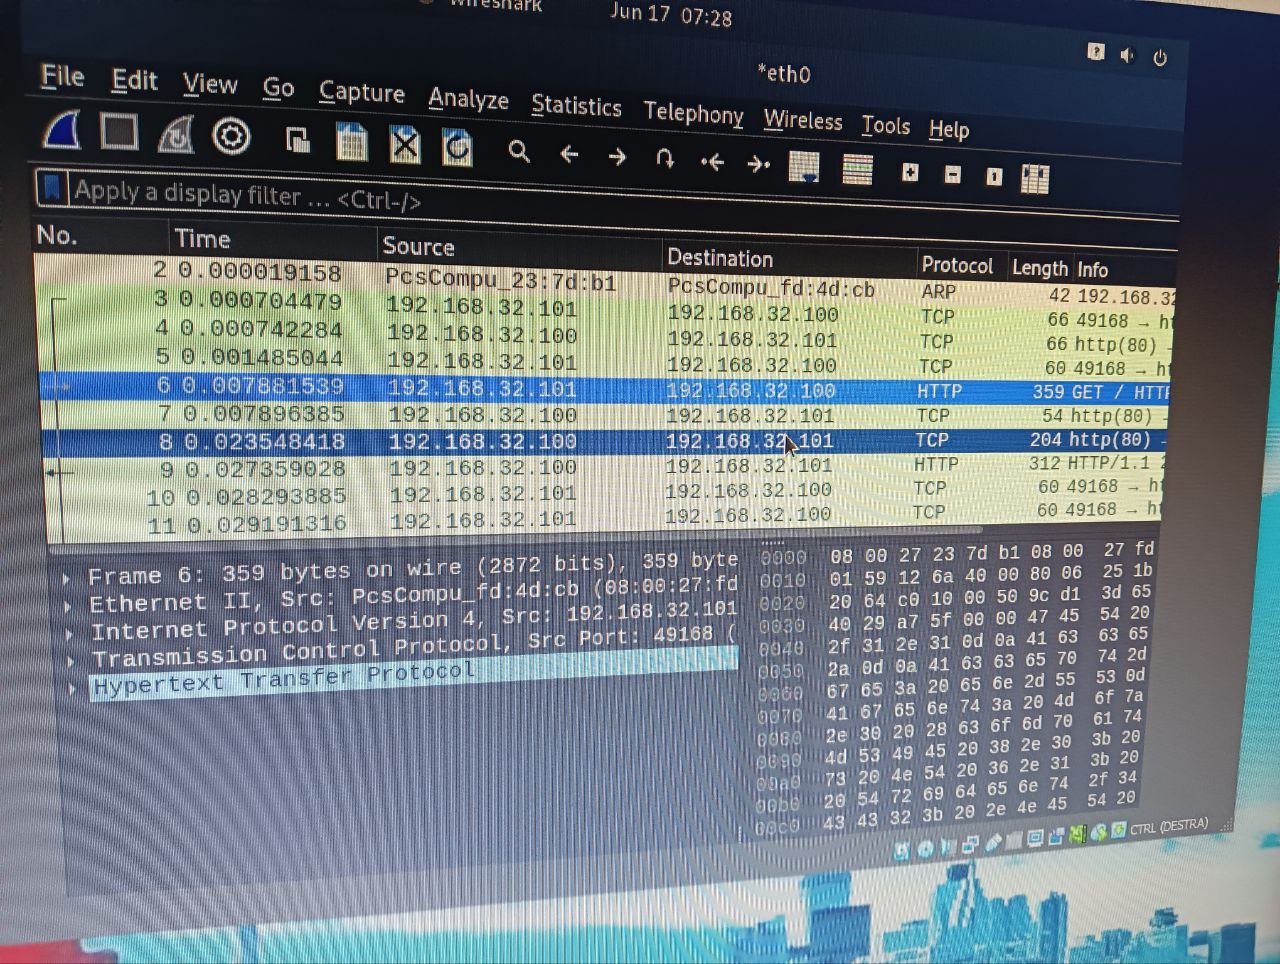 wireshark
Jun 17 07:28
*eth0
File Edit View Go Capture Analyze Statistics Telephony Wireless Tools Help
Apply a display filter ... <Ctrl-/>
No. Time Source Destination Protocol Length Info
2 0.000019158 PcsCompu_23:7d:b1 PcsCompu_fd:4d:cb ARP 42 192.168.32
3 0.000704479 192.168.32.101 192.168.32.100 TCP 66 49168 → ht
4 0.000742284 192.168.32.100 192.168.32.101 TCP 66 http(80) →
5 0.001485044 192.168.32.101 192.168.32.100 TCP 60 49168 → ht
6 0.007881539 192.168.32.101 192.168.32.100 HTTP 359 GET / HTTP
7 0.007896385 192.168.32.100 192.168.32.101 TCP 54 http(80) →
8 0.023548418 192.168.32.100 192.168.32.101 TCP 204 http(80) →
9 0.027359028 192.168.32.100 192.168.32.101 HTTP 312 HTTP/1.1 2
10 0.028293885 192.168.32.101 192.168.32.100 TCP 60 49168 → ht
11 0.029191316 192.168.32.101 192.168.32.100 TCP 60 49168 → ht
Frame 6: 359 bytes on wire (2872 bits), 359 byte
Ethernet II, Src: PcsCompu_fd:4d:cb (08:00:27:fd
Internet Protocol Version 4, Src: 192.168.32.101
Transmission Control Protocol, Src Port: 49168 (
Hypertext Transfer Protocol
0000 08 00 27 23 7d b1 08 00 27 fd
0010 01 59 12 6a 40 00 80 06 25 1b
0020 20 64 c0 10 00 50 9c d1 3d 65
0030 40 29 a7 5f 00 00 47 45 54 20
0040 2f 31 2e 31 0d 0a 41 63 63 65
0050 2a 0d 0a 41 63 63 65 70 74 2d
0060 67 65 3a 20 65 6e 2d 55 53 0d
0070 41 67 65 6e 74 3a 20 4d 6f 7a
0080 2e 30 20 28 63 6f 6d 70 61 74
0090 4d 53 49 45 20 38 2e 30 3b 20
00a0 73 20 4e 54 20 36 2e 31 3b 20
00b0 20 54 72 69 64 65 6e 74 2f 34
00c0 43 43 32 3b 20 2e 4e 45 54 20
CTRL (DESTRA)